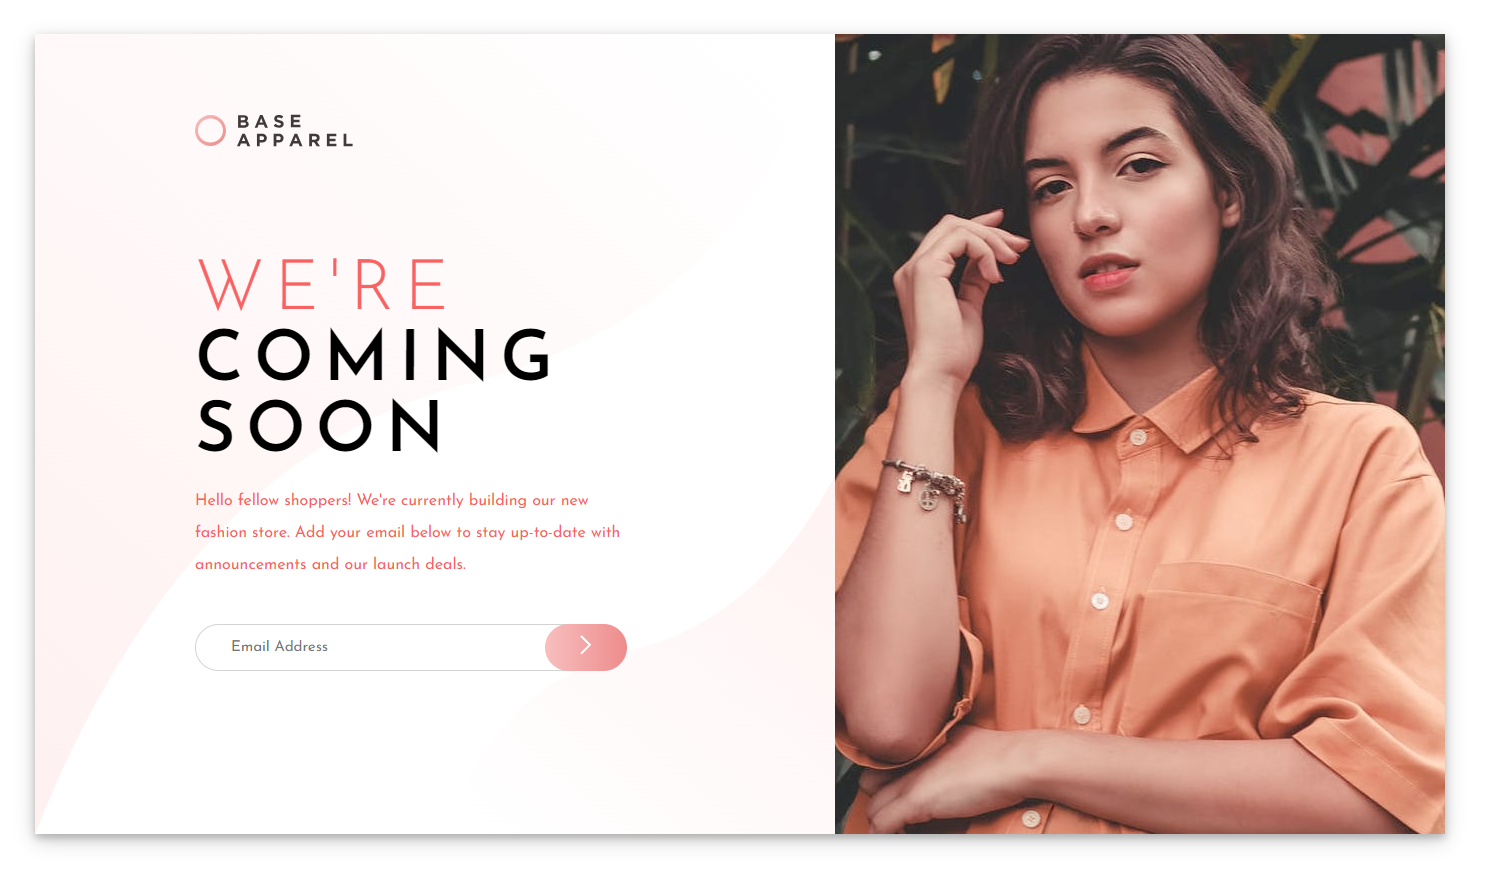 BASE
APPAREL
WE'RE
COMING
SOON
Hello fellow shoppers! We're currently building our new
fashion store. Add your email below to stay up-to-date with
announcements and our launch deals.
Email Address